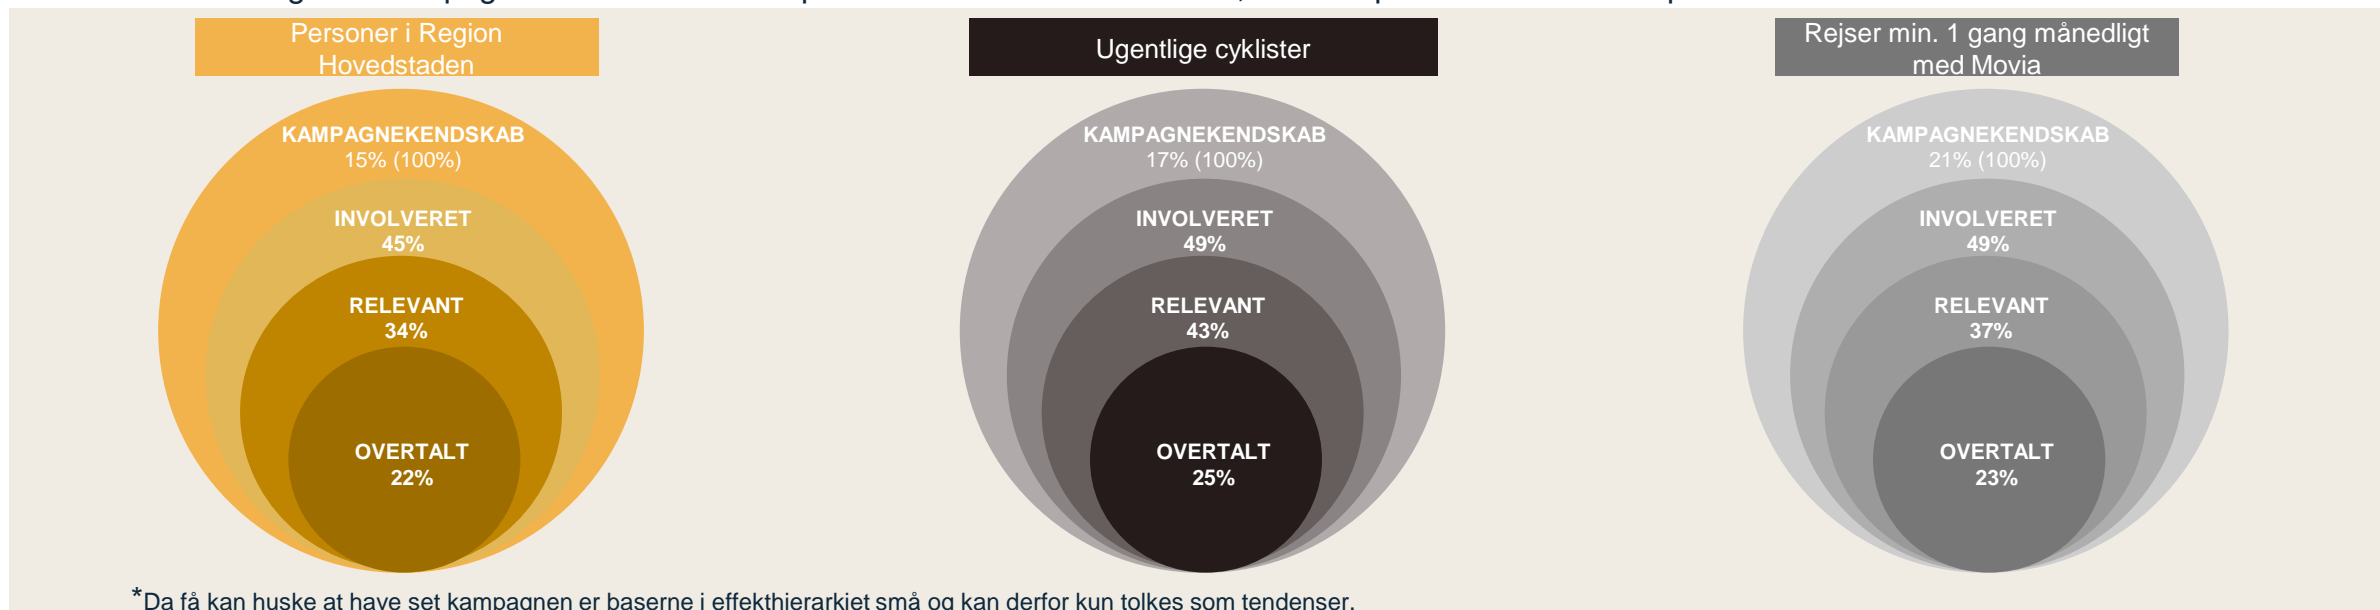 Personer i Region
Hovedstaden
KAMPAGNEKENDSKAB
15% (100%)
INVOLVERET
45%
RELEVANT
34%
OVERTALT
22%
Ugentlige cyklister
KAMPAGNEKENDSKAB
17% (100%)
INVOLVERET
49%
RELEVANT
43%
OVERTALT
25%
Rejser min. 1 gang månedligt
med Movia
KAMPAGNEKENDSKAB
21% (100%)
INVOLVERET
49%
RELEVANT
37%
OVERTALT
23%
*Da få kan huske at have set kampagnen er baserne i effekthierarkiet små og kan derfor kun tolkes som tendenser.